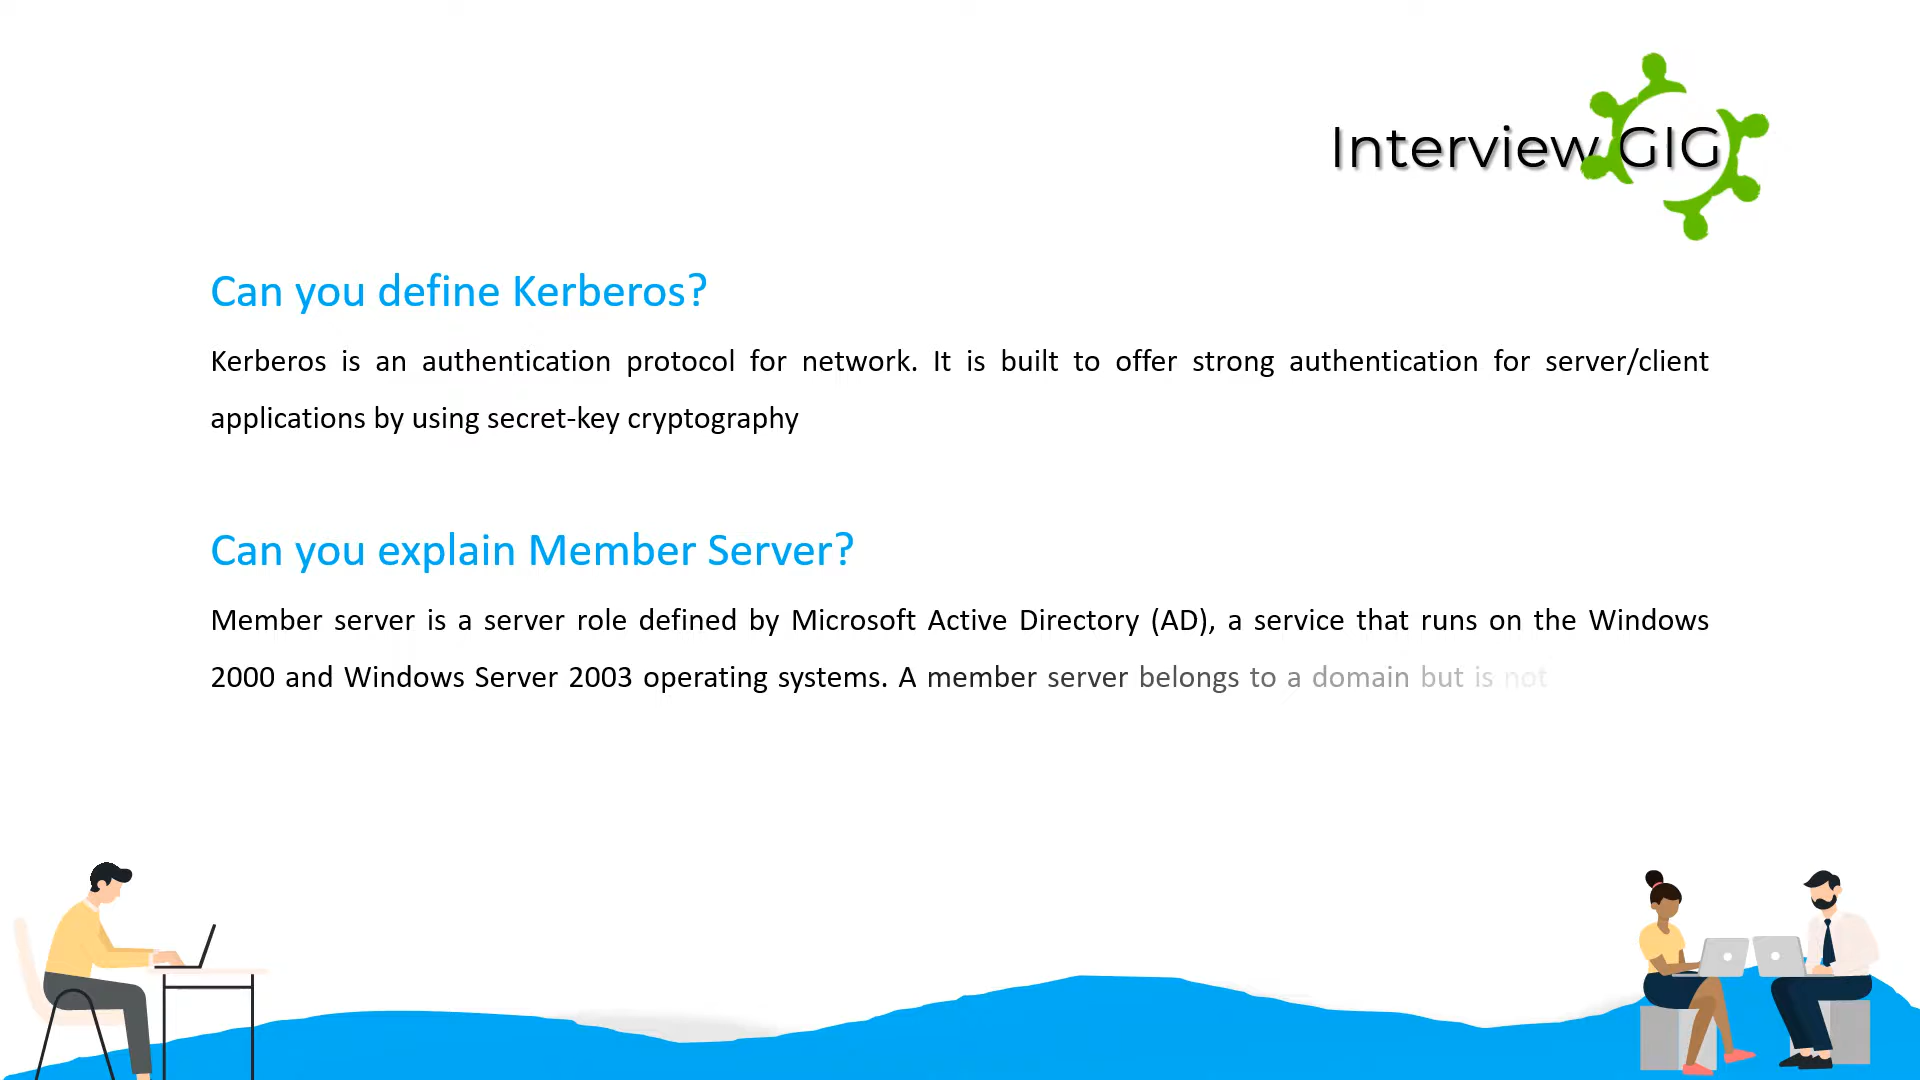 Interview GIG
Can you define Kerberos?
Kerberos is an authentication protocol for network. It is built to offer strong authentication for server/client
applications by using secret-key cryptography
Can you explain Member Server?
Member server is a server role defined by Microsoft Active Directory (AD), a service that runs on the Windows
2000 and Windows Server 2003 operating systems. A member server belongs to a domain but is not